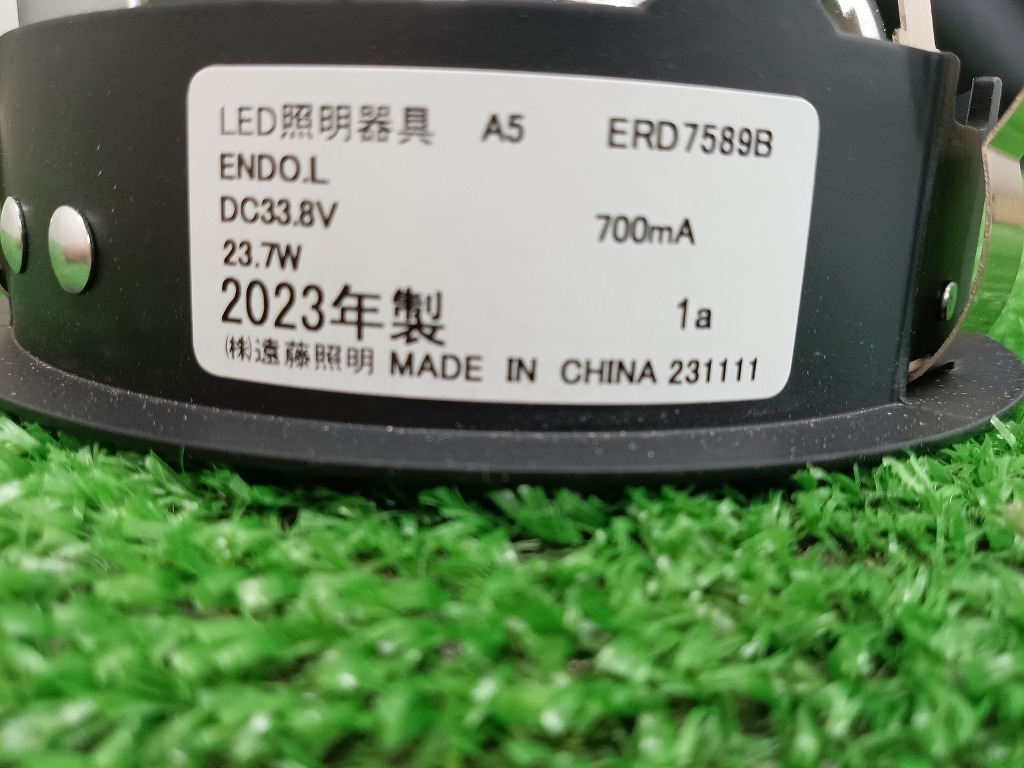 LED照明器具 A5 ERD7589B
ENDO.L
DC33.8V 700mA
23.7W
2023年製 1a
㈱遠藤照明 MADE IN CHINA 231111